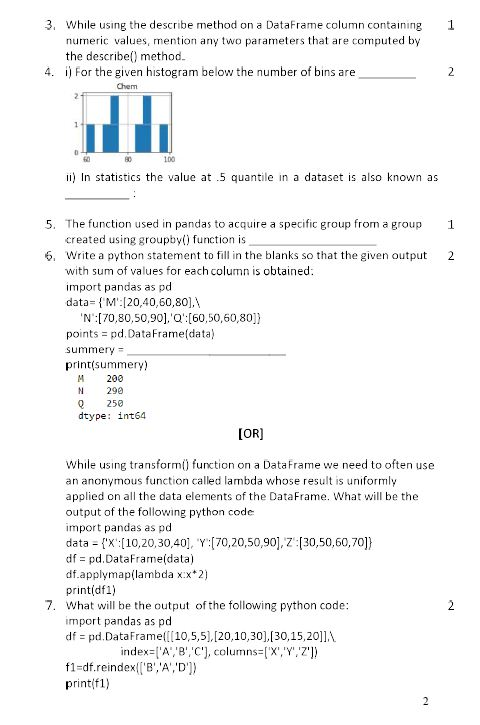 3. While using the describe method on a DataFrame column containing 1
numeric values, mention any two parameters that are computed by
the describe() method.
4. i) For the given histogram below the number of bins are __________ 2
Chem
2
1
0
60 80 100
ii) In statistics the value at .5 quantile in a dataset is also known as
___________ :
5. The function used in pandas to acquire a specific group from a group 1
created using groupby() function is ______________________
6. Write a python statement to fill in the blanks so that the given output 2
with sum of values for each column is obtained:
import pandas as pd
data= {'M':[20,40,60,80],\
'N':[70,80,50,90],'Q':[60,50,60,80]}
points = pd.DataFrame(data)
summery = ___________________________
print(summery)
M 200
N 290
Q 250
dtype: int64
[OR]
While using transform() function on a DataFrame we need to often use
an anonymous function called lambda whose result is uniformly
applied on all the data elements of the DataFrame. What will be the
output of the following python code:
import pandas as pd
data = {'X':[10,20,30,40], 'Y':[70,20,50,90],'Z':[30,50,60,70]}
df = pd.DataFrame(data)
df.applymap(lambda x:x*2)
print(df1)
7. What will be the output of the following python code: 2
import pandas as pd
df = pd.DataFrame([[10,5,5],[20,10,30],[30,15,20]],\
index=['A','B','C'], columns=['X','Y','Z'])
f1=df.reindex(['B','A','D'])
print(f1)
2